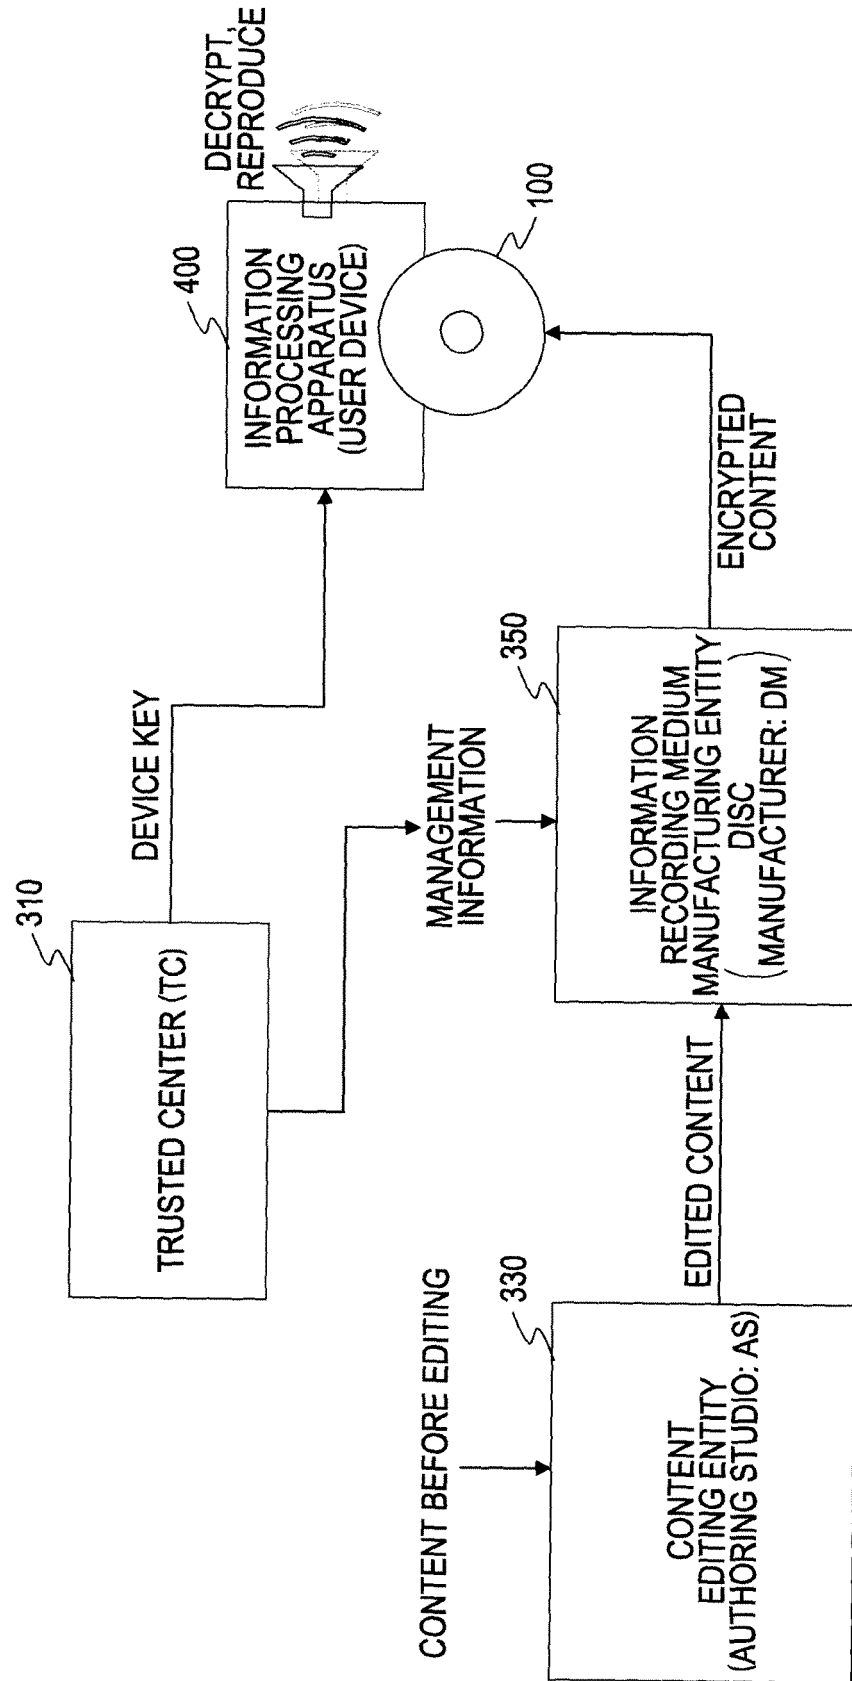 310
TRUSTED CENTER (TC)
DEVICE KEY
400
INFORMATION
PROCESSING
APPARATUS
(USER DEVICE)
DECRYPT,
REPRODUCE
100
MANAGEMENT
INFORMATION
CONTENT BEFORE EDITING
330
CONTENT
EDITING ENTITY
(AUTHORING STUDIO: AS)
EDITED CONTENT
350
INFORMATION
RECORDING MEDIUM
MANUFACTURING ENTITY
(DISC
MANUFACTURER: DM)
ENCRYPTED
CONTENT